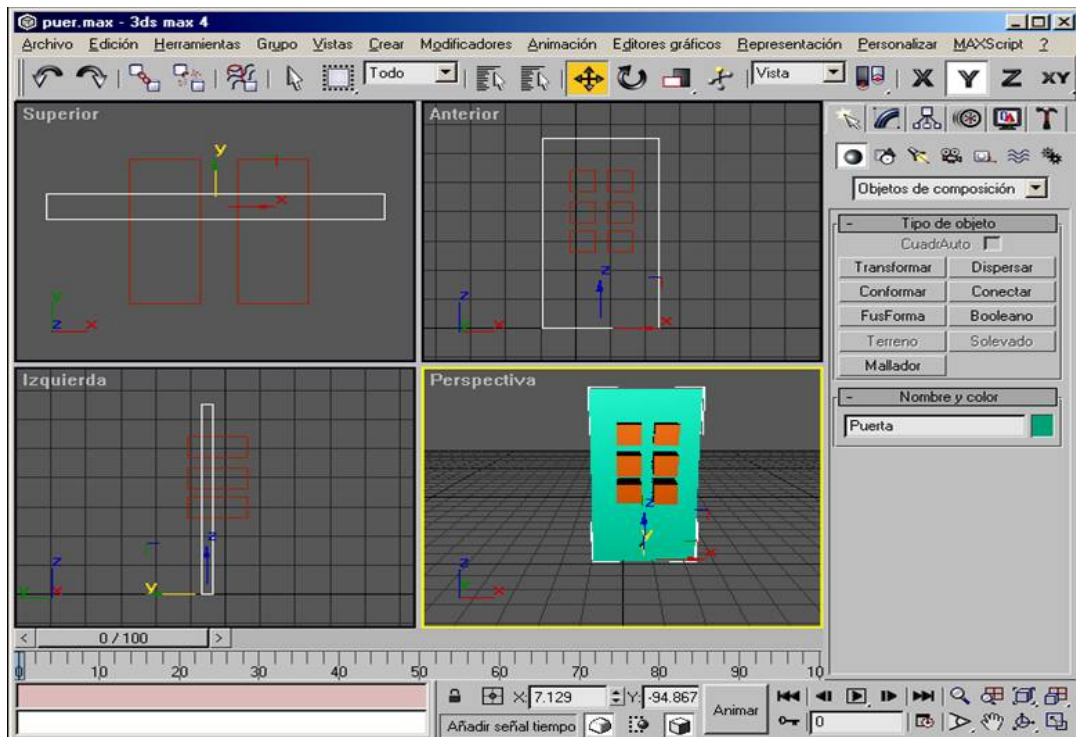 puer.max - 3ds max 4
Archivo Edición Herramientas Grupo Vistas Crear Modificadores Animación Editores gráficos Representación Personalizar MAXScript ?
Todo Vista X Y Z XY
Superior
y
x
y
z x
Anterior
z
x
z
x
Tipo de objeto
Objetos de composición
CuadrAuto
Transformar Dispersar
Conformar Conectar
FusForma Booleano
Terreno Solevado
Mallador
Nombre y color
Puerta
Izquierda
z
y
z
y x
Perspectiva
z
y
x
z
x
0 / 100
0 10 20 30 40 50 60 70 80 90 10
X: 7.129 Y: -94.867
Animar
0
Añadir señal tiempo